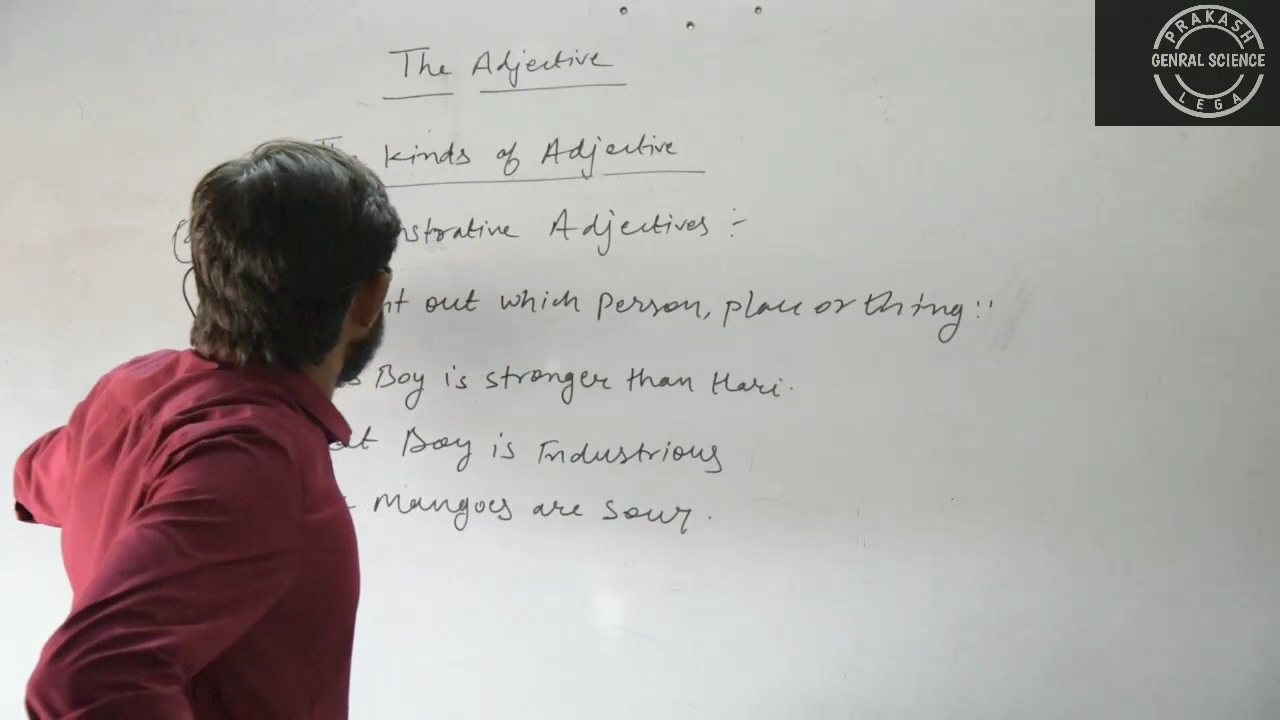 The Adjective
kinds of Adjective
Adjectives :-
out which person, place or thing ::
Boy is stronger than Hari.
Boy is Industrious
Mangoes are sour.
PRAKASH
GENRAL SCIENCE
LEGA